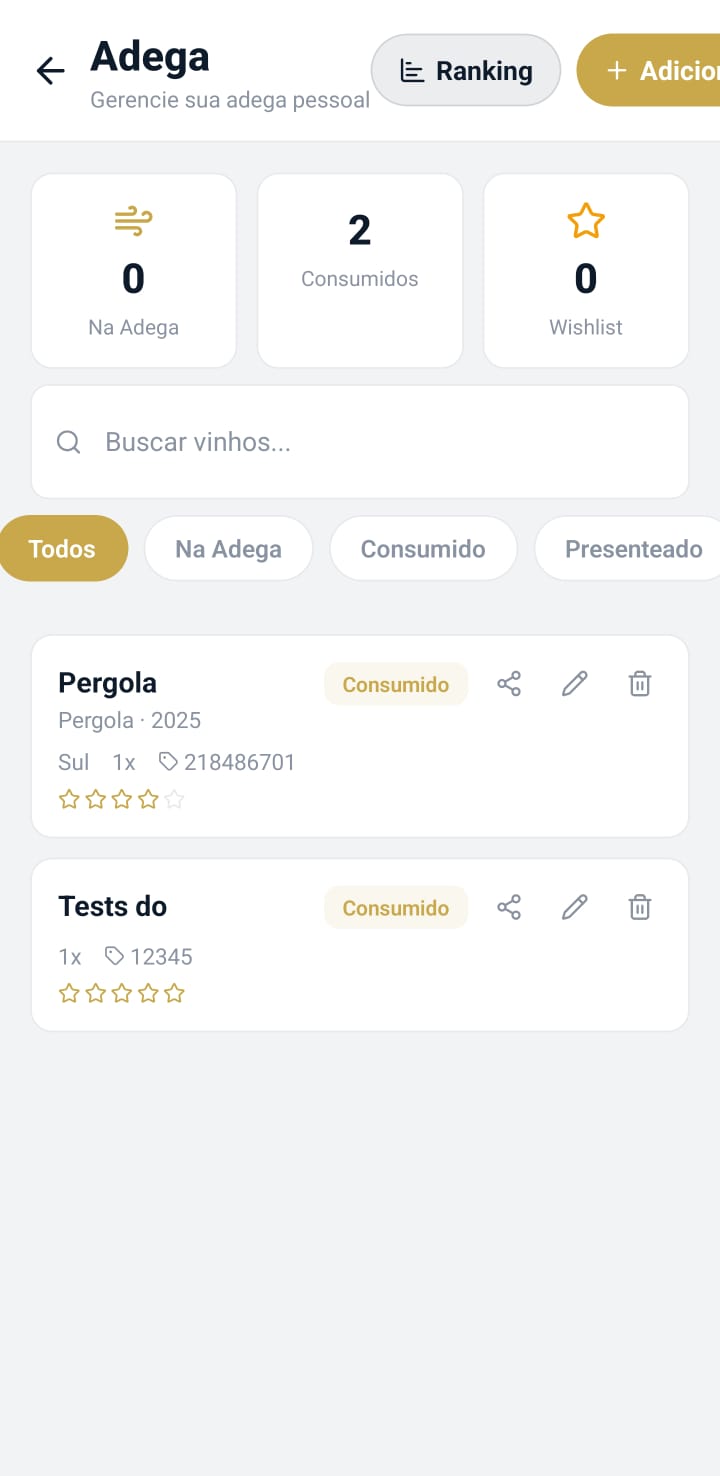 Adega
Gerencie sua adega pessoal
Ranking
+ Adicior
0
Na Adega
2
Consumidos
0
Wishlist
Buscar vinhos...
Todos
Na Adega
Consumido
Presenteado
Pergola
Consumido
Pergola · 2025
Sul 1x 218486701
Tests do
Consumido
1x 12345